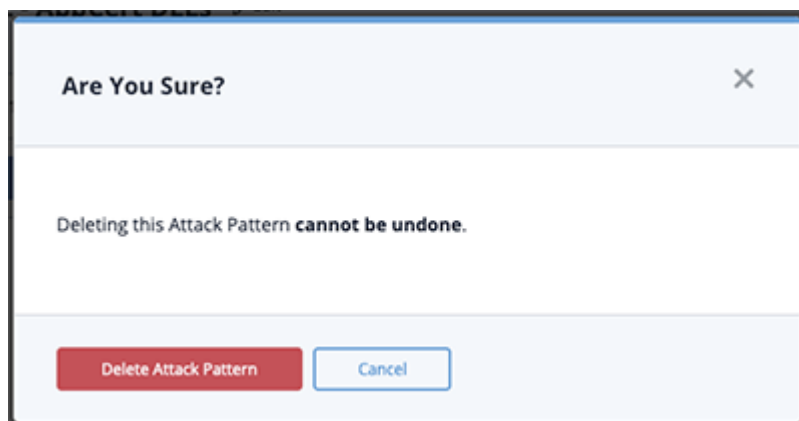 Are You Sure?
Deleting this Attack Pattern cannot be undone.
Delete Attack Pattern
Cancel